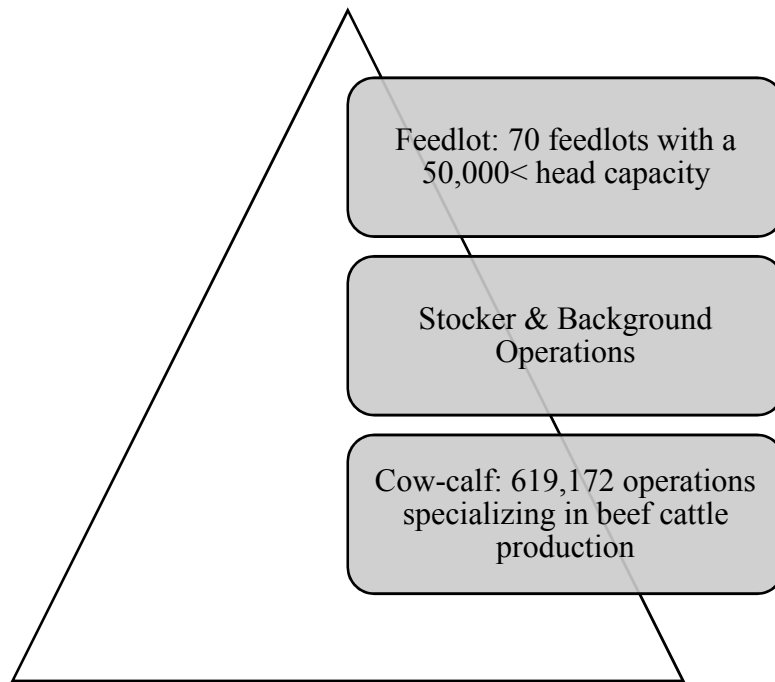 Feedlot: 70 feedlots with a
50,000< head capacity
Stocker & Background
Operations
Cow-calf: 619,172 operations
specializing in beef cattle
production